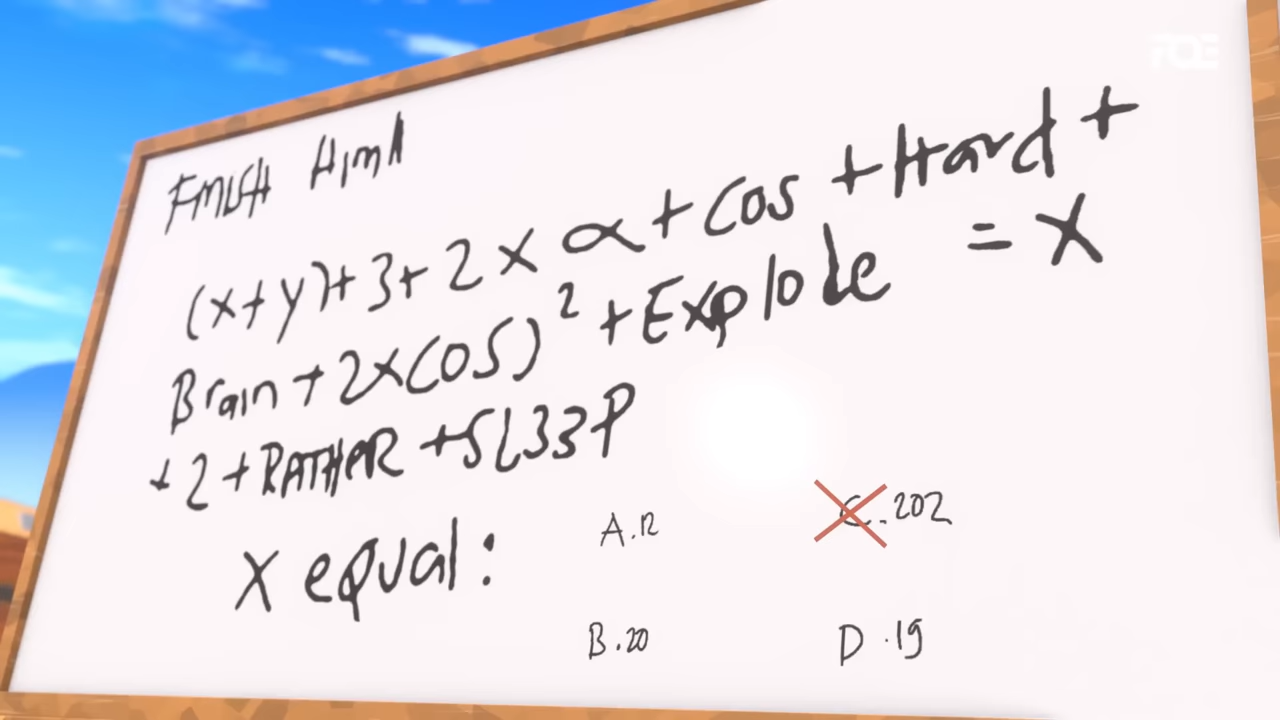 FINISH HIM
(x+y)+3+2×α+Cos+Hard+
Brain+2×COS)²+Explode = X
+2+RATHER+SL33P
X equal:
A.12
C.202
B.20
D.19